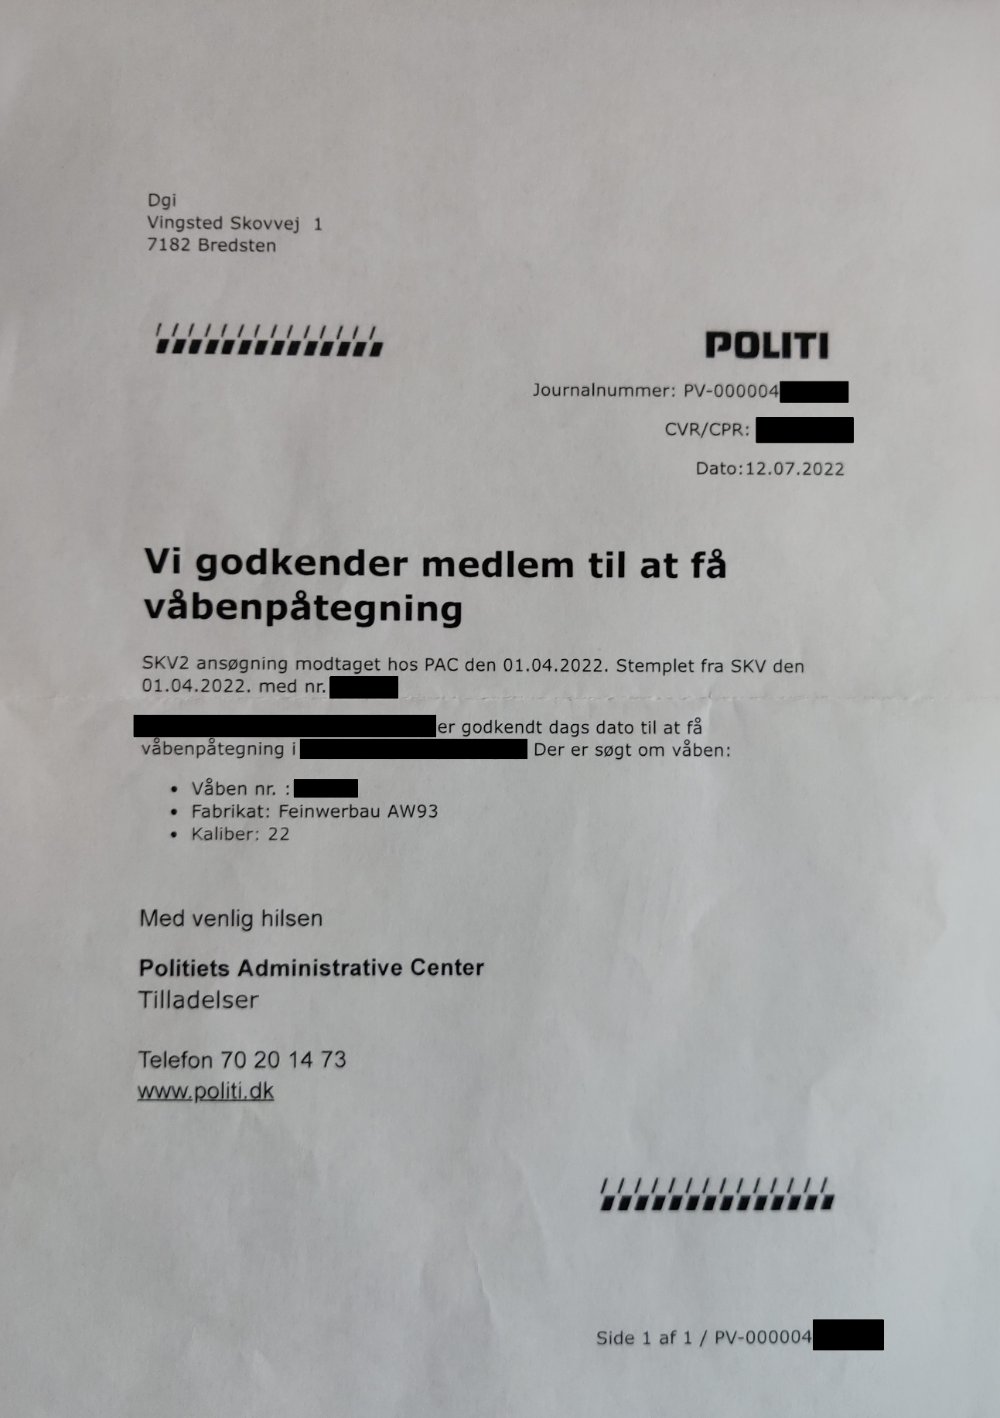 Dgi
Vingsted Skovvej 1
7182 Bredsten
POLITI
Journalnummer: PV-000004
CVR/CPR:
Dato:12.07.2022
Vi godkender medlem til at få
våbenpåtegning
SKV2 ansøgning modtaget hos PAC den 01.04.2022. Stemplet fra SKV den
01.04.2022. med nr.
er godkendt dags dato til at få
våbenpåtegning i Der er søgt om våben:
• Våben nr. :
• Fabrikat: Feinwerbau AW93
• Kaliber: 22
Med venlig hilsen
Politiets Administrative Center
Tilladelser
Telefon 70 20 14 73
www.politi.dk
Side 1 af 1 / PV-000004